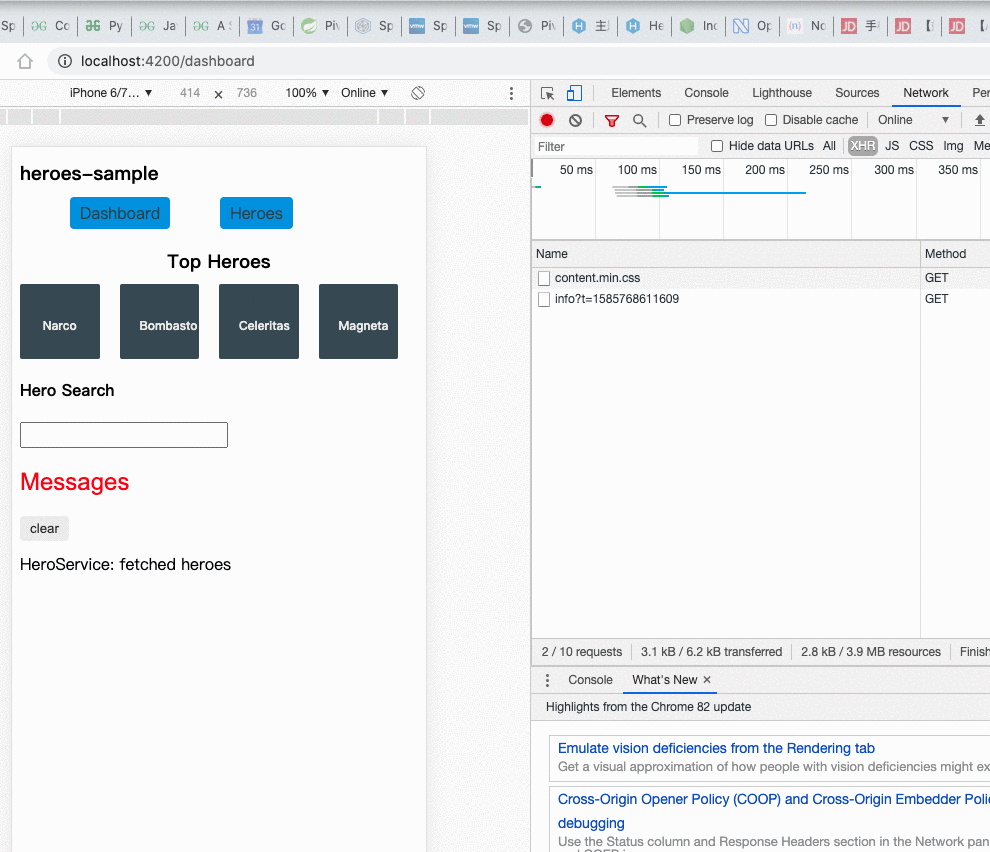 Sp Co Py Ja A S Go Piv Sp Sp Sp Piv 主 He Inc Op No 手
localhost:4200/dashboard
iPhone 6/7… ▼ 414 × 736 100% ▼ Online ▼
Elements Console Lighthouse Sources Network Per
Preserve log Disable cache Online ▼
Filter Hide data URLs All XHR JS CSS Img Me
50 ms 100 ms 150 ms 200 ms 250 ms 300 ms 350 ms
Name Method
content.min.css GET
info?t=1585768611609 GET
2 / 10 requests 3.1 kB / 6.2 kB transferred 2.8 kB / 3.9 MB resources Finish
Console What's New ×
Highlights from the Chrome 82 update
Emulate vision deficiencies from the Rendering tab
Get a visual approximation of how people with vision deficiencies might ex
Cross-Origin Opener Policy (COOP) and Cross-Origin Embedder Poli
debugging
Use the Status column and Response Headers section in the Network pan
heroes-sample
Dashboard Heroes
Top Heroes
Narco Bombasto Celeritas Magneta
Hero Search
Messages
clear
HeroService: fetched heroes